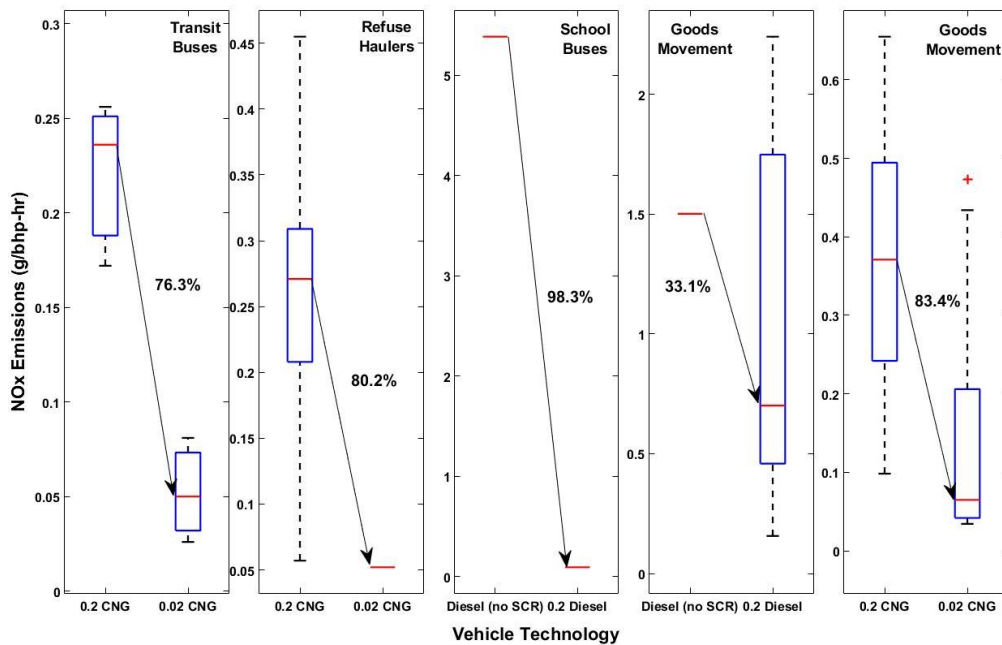 NOx Emissions (g/bhp-hr)
0.3
0.25
0.2
0.15
0.1
0.05
0
Transit
Buses
76.3%
0.2 CNG
0.02 CNG
0.45
0.4
0.35
0.3
0.25
0.2
0.15
0.1
0.05
Refuse
Haulers
80.2%
0.2 CNG
0.02 CNG
5
4
3
2
1
0
School
Buses
98.3%
Diesel (no SCR)
0.2 Diesel
2
1.5
1
0.5
0
Goods
Movement
33.1%
Diesel (no SCR)
0.2 Diesel
0.6
0.5
0.4
0.3
0.2
0.1
0
Goods
Movement
83.4%
0.2 CNG
0.02 CNG
Vehicle Technology